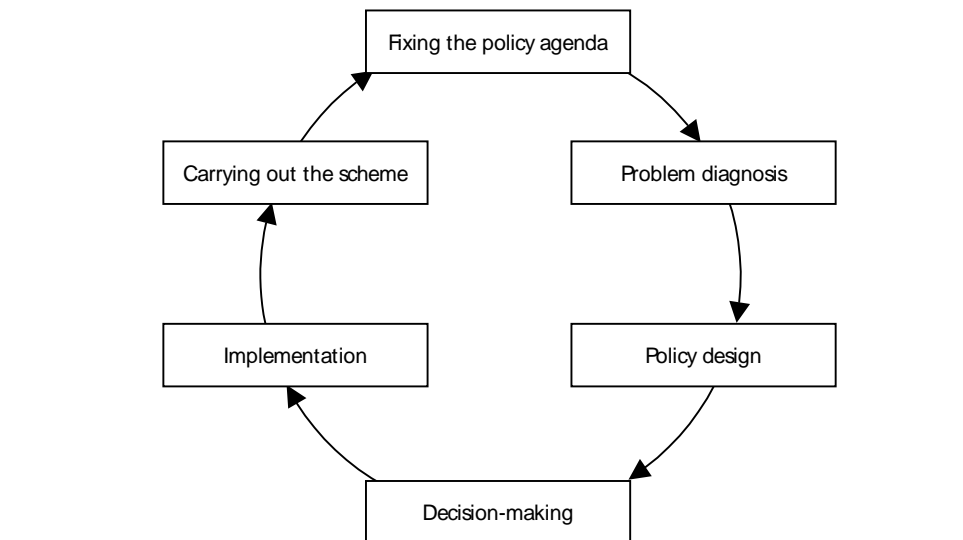 Fixing the policy agenda
Problem diagnosis
Policy design
Decision-making
Implementation
Carrying out the scheme